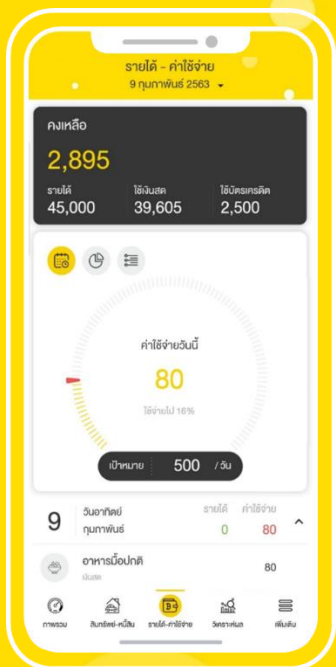 รายได้ - ค่าใช้จ่าย
9 กุมภาพันธ์ 2563
คงเหลือ
2,895
รายได้ ใช้เงินสด ใช้บัตรเครดิต
45,000 39,605 2,500
ค่าใช้จ่ายวันนี้
80
ใช้จ่ายไป 16%
เป้าหมาย 500 / วัน
9 วันอาทิตย์ กุมภาพันธ์ รายได้ 0 ค่าใช้จ่าย 80
อาหารมื้อปกติ 80
เงินสด
ภาพรวม สินทรัพย์-หนี้สิน รายได้-ค่าใช้จ่าย วิเคราะห์ผล เพิ่มเติม